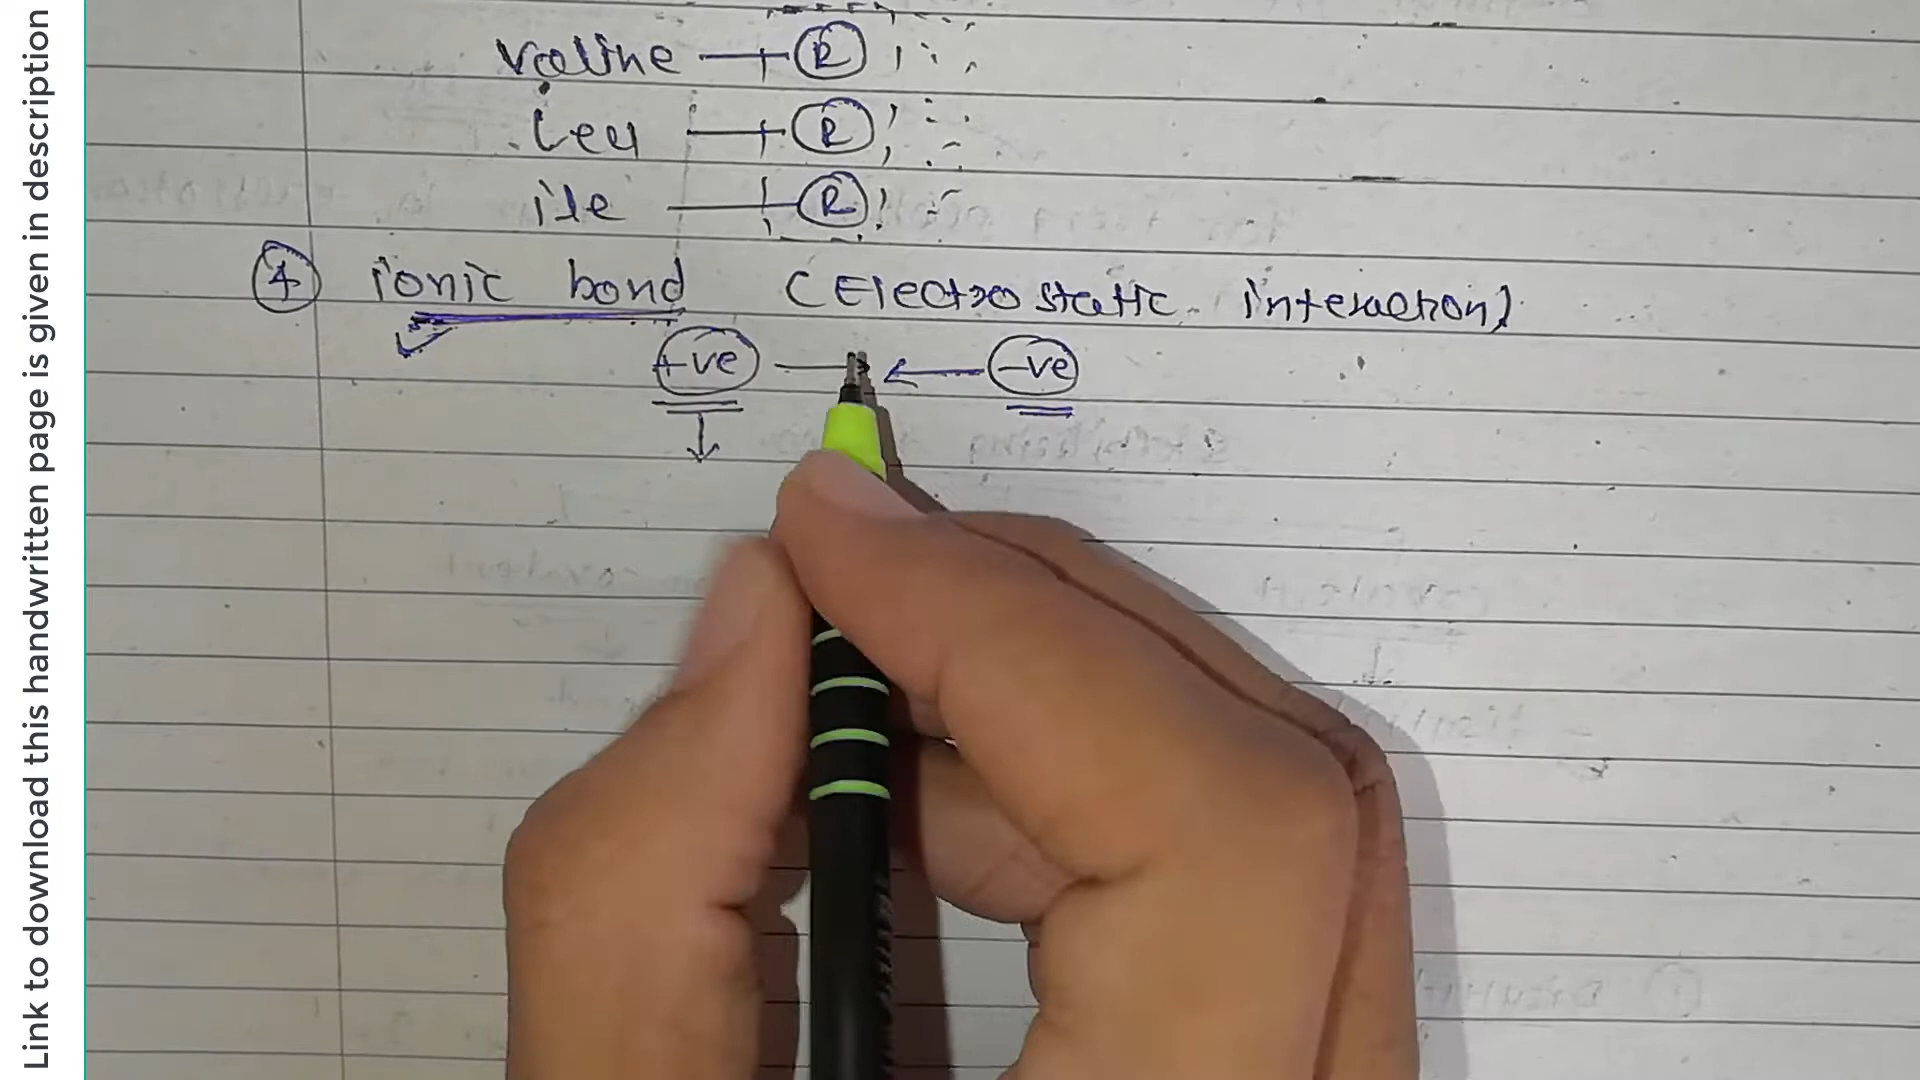 Link to download this handwritten page is given in description
valine R
leu R
ile R
4 ionic bond (Electrostatic interaction)
+ve -ve